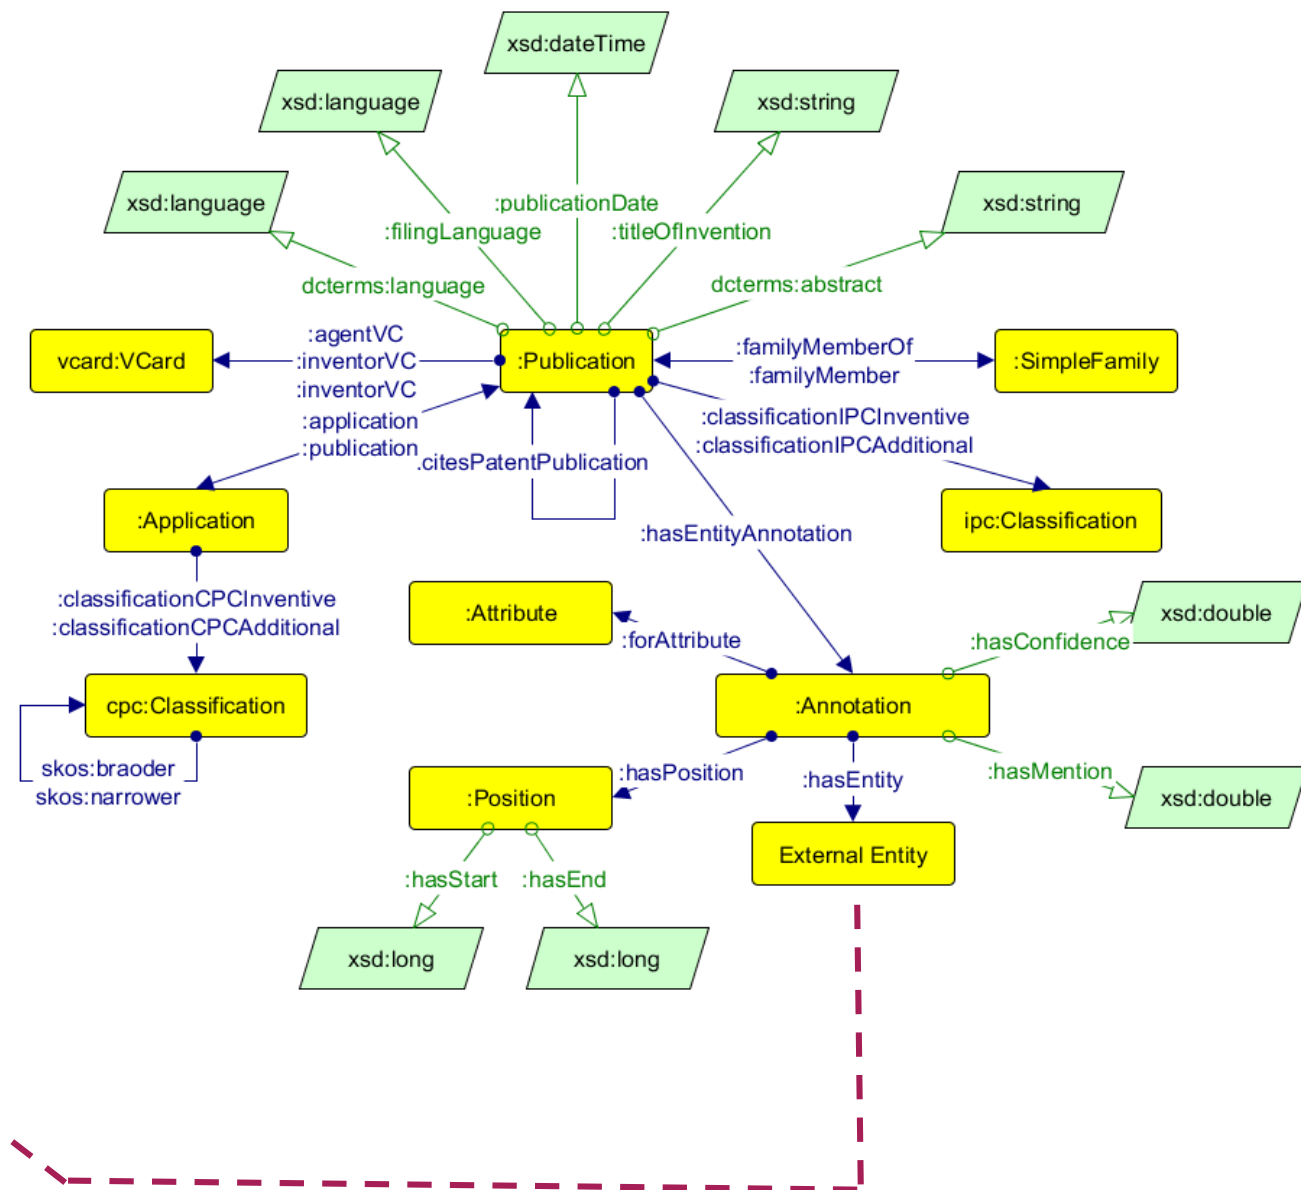 xsd:dateTime
xsd:language
xsd:string
xsd:language
xsd:string
:publicationDate
:filingLanguage
:titleOfInvention
dcterms:language
dcterms:abstract
vcard:VCard
:agentVC
:inventorVC
:inventorVC
:Publication
:familyMemberOf
:familyMember
:SimpleFamily
:application
:publication
:classificationIPCInventive
:classificationIPCAdditional
:citesPatentPublication
:Application
:hasEntityAnnotation
ipc:Classification
:classificationCPCInventive
:classificationCPCAdditional
:Attribute
:forAttribute
:hasConfidence
xsd:double
cpc:Classification
:Annotation
skos:braoder
skos:narrower
:hasPosition
:hasEntity
:hasMention
:Position
xsd:double
External Entity
:hasStart
:hasEnd
xsd:long
xsd:long